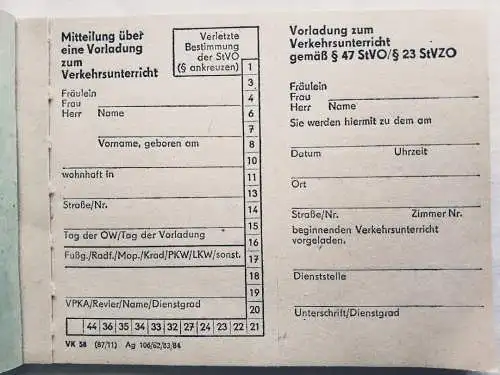 Mitteilung über
eine Vorladung
zum
Verkehrsunterricht
Verletzte
Bestimmung
der StVO
(§ ankreuzen)
Fräulein
Frau
Herr Name
Vorname, geboren am
wohnhaft in
Straße/Nr.
Tag der OW/Tag der Vorladung
Fußg./Radf./Mop./Krad/PKW/LKW/sonst.
VPKA/Revier/Name/Dienstgrad
1
3
4
6
7
8
10
11
12
14
15
16
17
18
19
20
44 36 35 34 33 32 27 24 23 22 21
VK 58 (87/11) Ag 106/62/83/84
Vorladung zum
Verkehrsunterricht
gemäß § 47 StVO/§ 23 StVZO
Fräulein
Frau
Herr Name
Sie werden hiermit zu dem am
Datum Uhrzeit
Ort
Straße/Nr. Zimmer Nr.
beginnenden Verkehrsunterricht
vorgeladen.
Dienststelle
Unterschrift/Dienstgrad